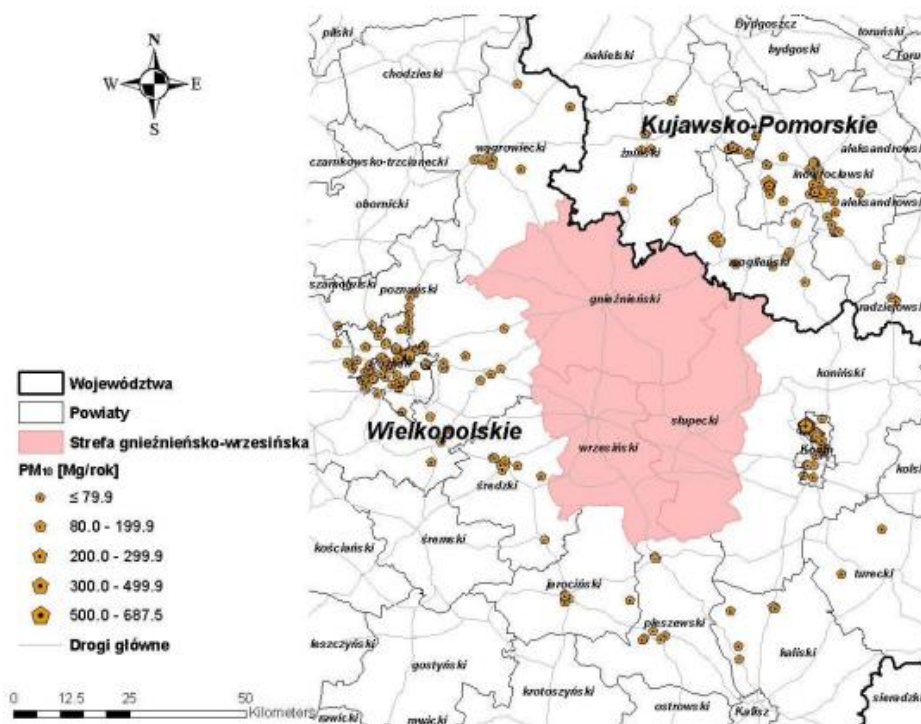 N
W E
S
pilski
nakielski
Bydgoszcz
bydgoski
toruński
chodzieski
Kujawsko-Pomorskie
wągrowiecki
czarnkowsko-trzcianecki
żniński
inowrocławski
aleksandrowski
aleksandrowski
obornicki
mogileński
szamotulski
poznański
gnieźnieński
radziejowski
koniński
Województwa
Powiaty
Strefa gnieźnieńsko-wrzesińska
PM10 [Mg/rok]
≤ 79.9
80.0 - 199.9
200.0 - 299.9
300.0 - 499.9
500.0 - 687.5
Drogi główne
Wielkopolskie
słupecki
wrzesiński
Konin
kolski
średzki
kościański
śremski
turecki
jarociński
pleszewski
kaliski
leszczyński
gostyński
krotoszyński
ostrowski
Kalisz
sieradzki
rawicki
0 12.5 25 50
Kilometers